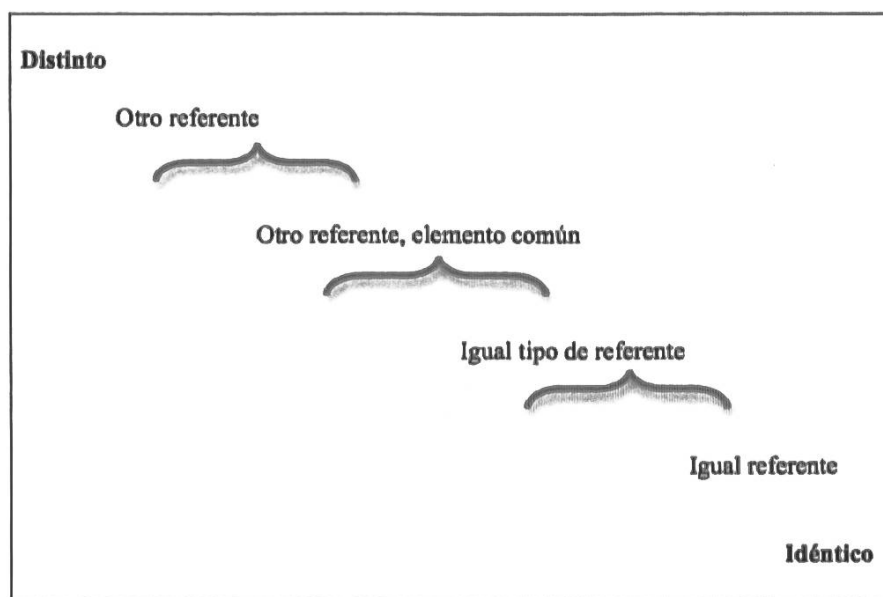 Distinto
Otro referente
Otro referente, elemento común
Igual tipo de referente
Igual referente
Idéntico